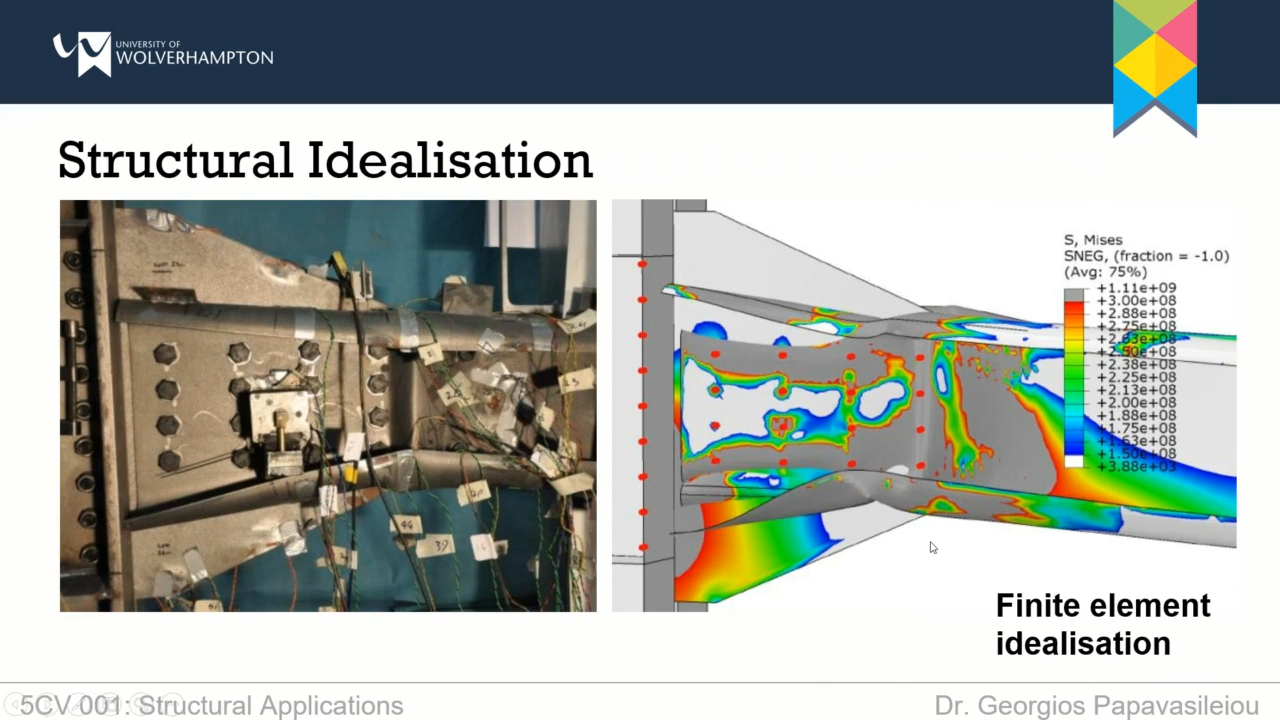 UNIVERSITY OF
WOLVERHAMPTON
Structural Idealisation
S, Mises
SNEG, (fraction = -1.0)
(Avg: 75%)
+1.11e+09
+3.00e+08
+2.88e+08
+2.75e+08
+2.63e+08
+2.50e+08
+2.38e+08
+2.25e+08
+2.13e+08
+2.00e+08
+1.88e+08
+1.75e+08
+1.63e+08
+1.50e+08
+3.88e+03
44
39
Finite element
idealisation
5CV 001: Structural Applications
Dr. Georgios Papavasileiou